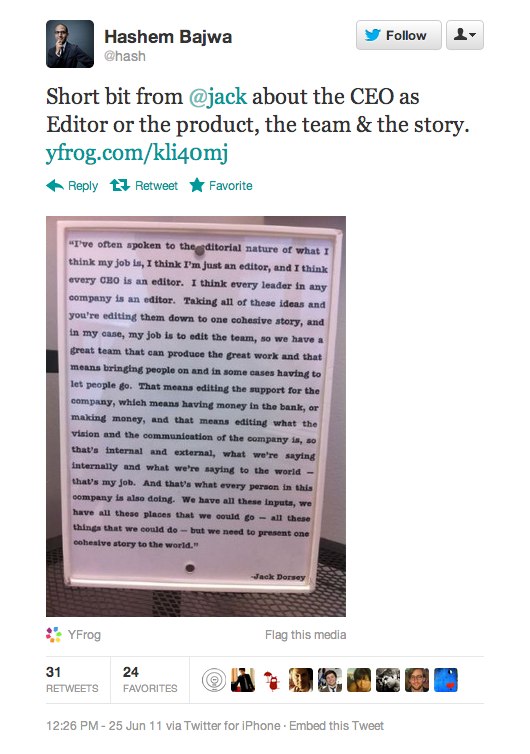 Hashem Bajwa
@hash
Follow
Short bit from @jack about the CEO as
Editor or the product, the team & the story.
yfrog.com/kli40mj
Reply Retweet Favorite
“I’ve often spoken to the editorial nature of what I
think my job is, I think I’m just an editor, and I think
every CEO is an editor. I think every leader in any
company is an editor. Taking all of these ideas and
you’re editing them down to one cohesive story, and
in my case, my job is to edit the team, so we have a
great team that can produce the great work and that
means bringing people on and in some cases having to
let people go. That means editing the support for the
company, which means having money in the bank, or
making money, and that means editing what the
vision and the communication of the company is, so
that’s internal and external, what we’re saying
internally and what we’re saying to the world —
that’s my job. And that’s what every person in this
company is also doing. We have all these inputs, we
have all these places that we could go — all these
things that we could do — but we need to present one
cohesive story to the world.”
-Jack Dorsey
YFrog
Flag this media
31
RETWEETS
24
FAVORITES
12:26 PM - 25 Jun 11 via Twitter for iPhone · Embed this Tweet